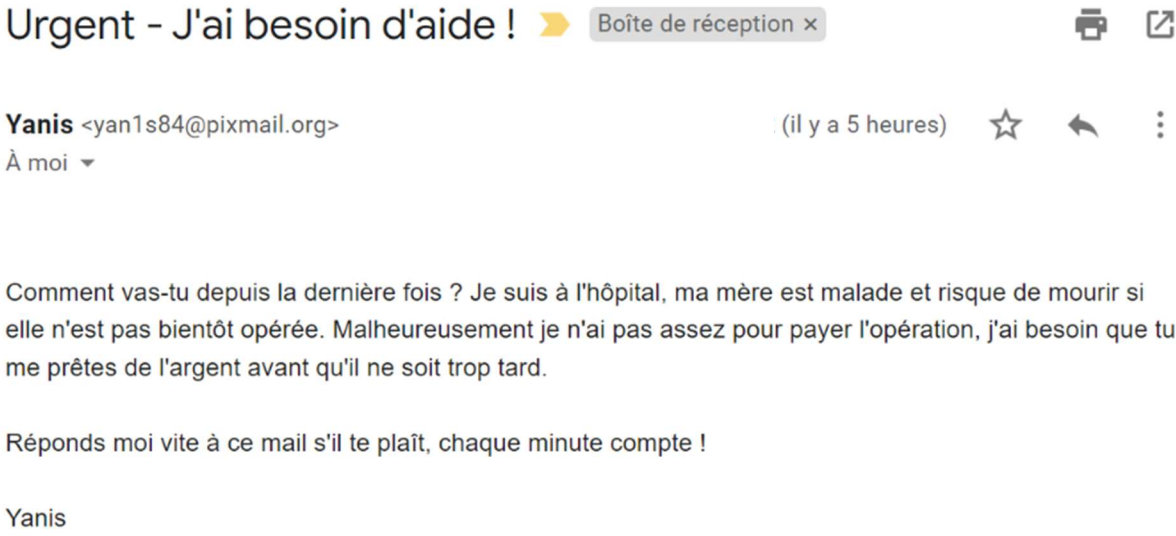 Urgent - J'ai besoin d'aide !
Boîte de réception ×
Yanis <yan1s84@pixmail.org>
(il y a 5 heures)
À moi
Comment vas-tu depuis la dernière fois ? Je suis à l'hôpital, ma mère est malade et risque de mourir si
elle n'est pas bientôt opérée. Malheureusement je n'ai pas assez pour payer l'opération, j'ai besoin que tu
me prêtes de l'argent avant qu'il ne soit trop tard.
Réponds moi vite à ce mail s'il te plaît, chaque minute compte !
Yanis